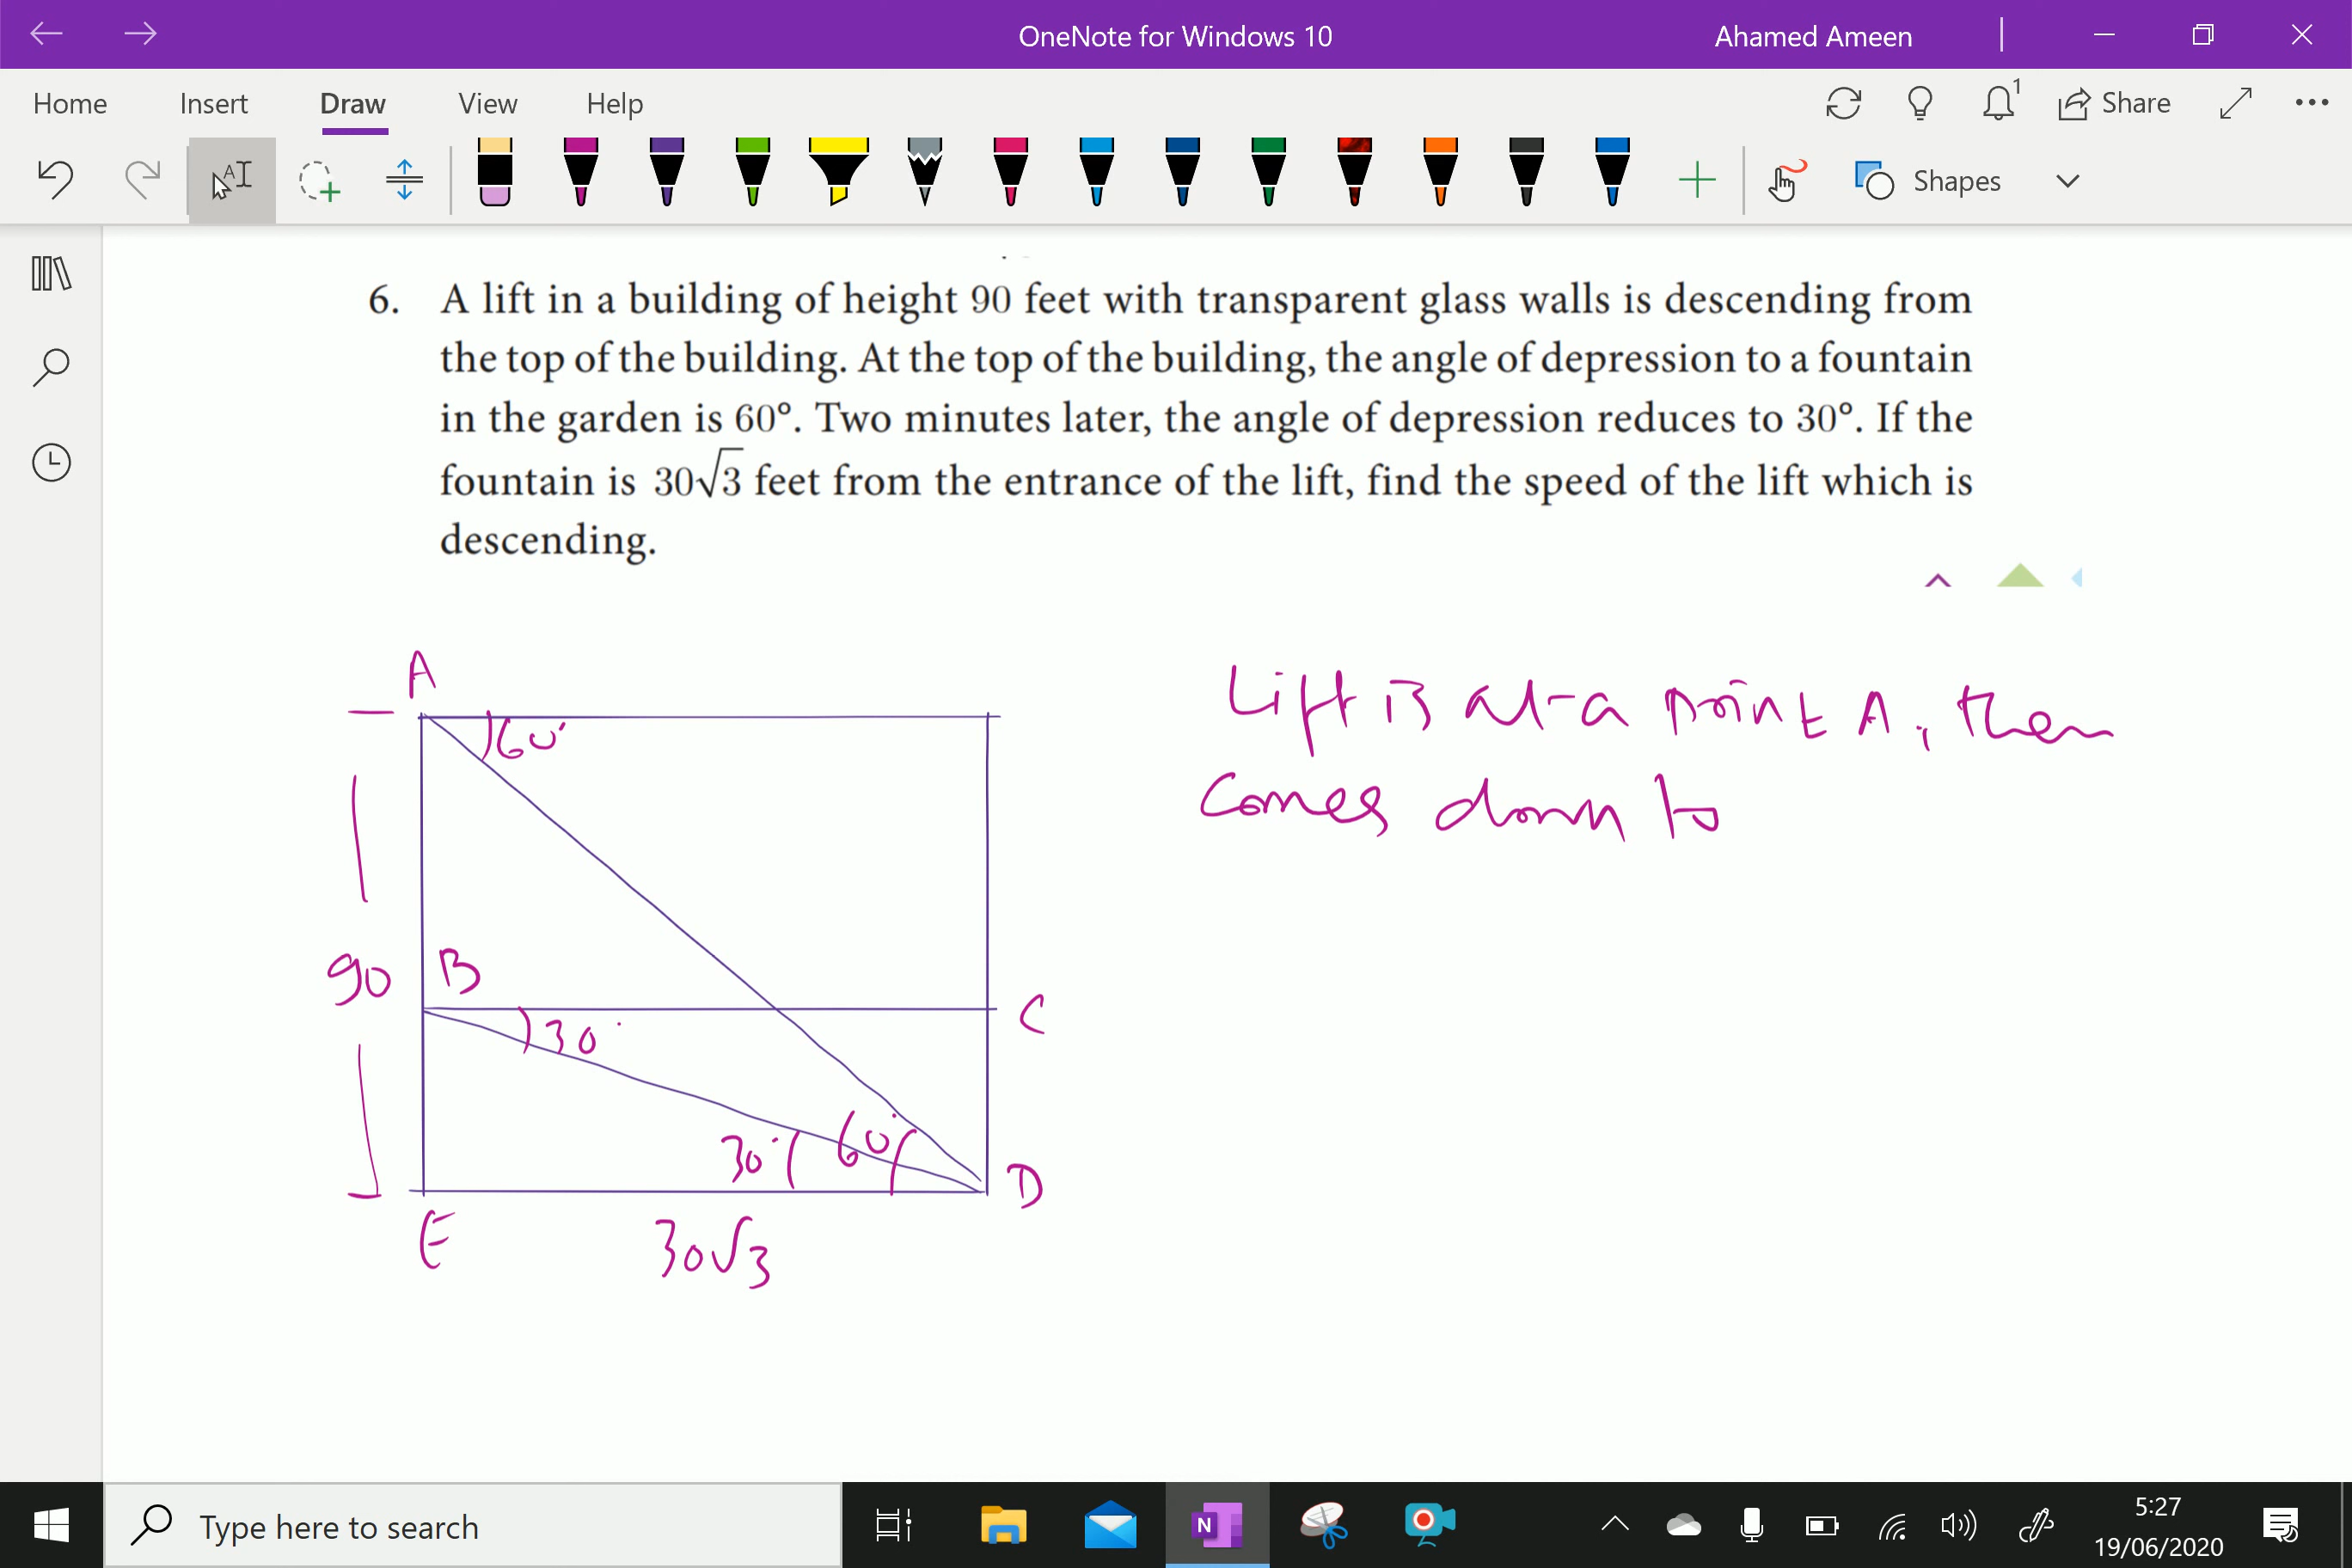 OneNote for Windows 10
Ahamed Ameen
Home Insert Draw View Help
1 Share
Shapes
6. A lift in a building of height 90 feet with transparent glass walls is descending from
the top of the building. At the top of the building, the angle of depression to a fountain
in the garden is 60°. Two minutes later, the angle of depression reduces to 30°. If the
fountain is 30√3 feet from the entrance of the lift, find the speed of the lift which is
descending.
Lift is at a point A, then
comes down to
A
60°
90
B
C
30°
30° 60°
D
E
30√3
Type here to search
N
5:27
19/06/2020